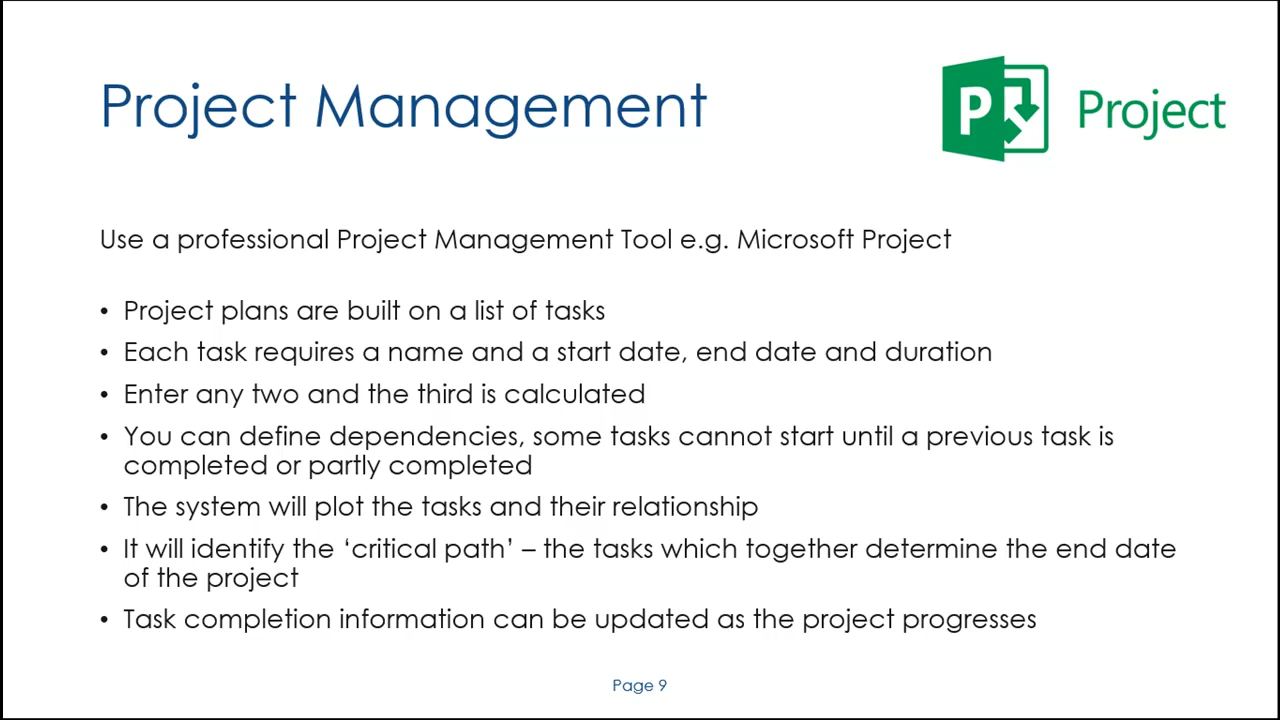 Project Management
P
Project
Use a professional Project Management Tool e.g. Microsoft Project
• Project plans are built on a list of tasks
• Each task requires a name and a start date, end date and duration
• Enter any two and the third is calculated
• You can define dependencies, some tasks cannot start until a previous task is
completed or partly completed
• The system will plot the tasks and their relationship
• It will identify the ‘critical path’ – the tasks which together determine the end date
of the project
• Task completion information can be updated as the project progresses
Page 9